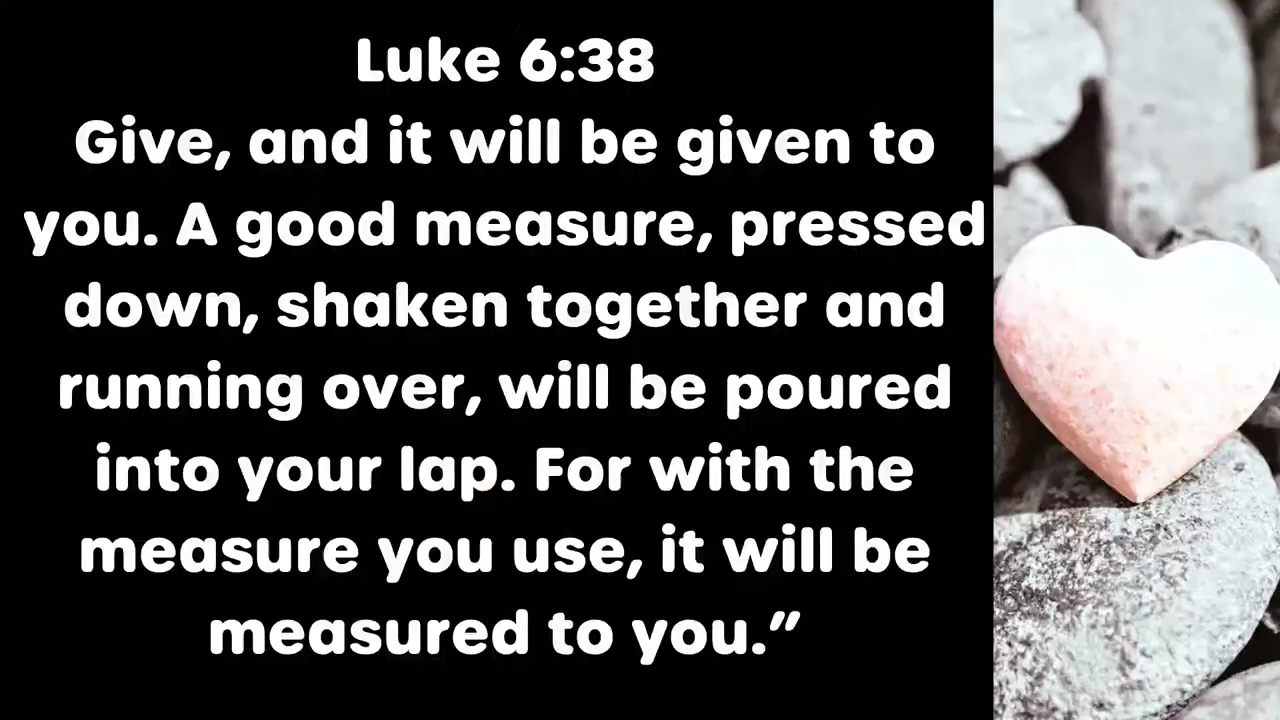 Luke 6:38
Give, and it will be given to
you. A good measure, pressed
down, shaken together and
running over, will be poured
into your lap. For with the
measure you use, it will be
measured to you.”